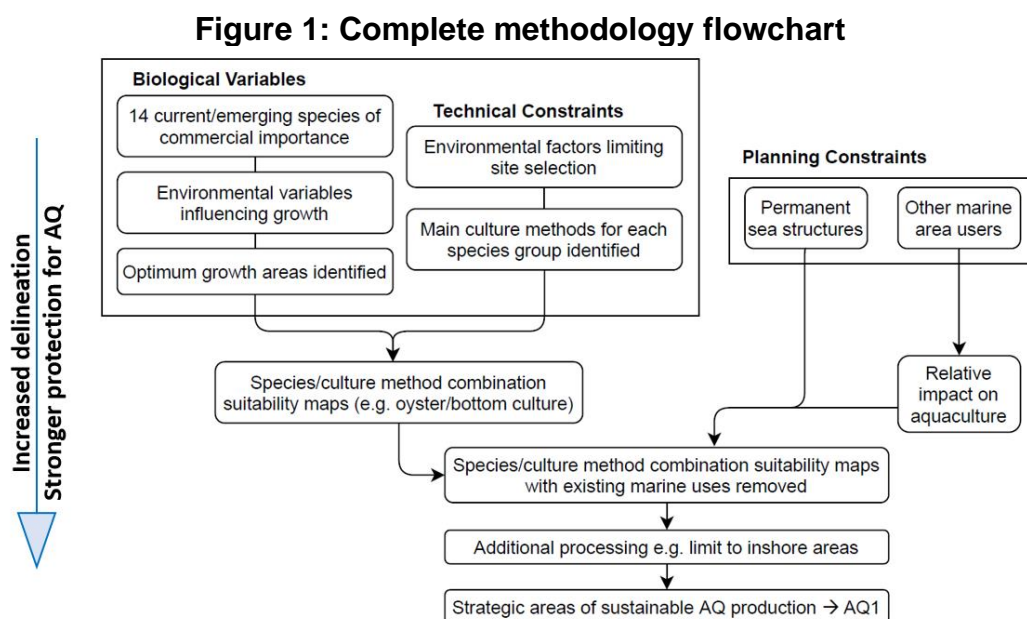 Figure 1: Complete methodology flowchart
Biological Variables
14 current/emerging species of
commercial importance
Environmental variables
influencing growth
Optimum growth areas identified
Technical Constraints
Environmental factors limiting
site selection
Main culture methods for each
species group identified
Planning Constraints
Permanent
sea structures
Other marine
area users
Increased delineation
Stronger protection for AQ
Species/culture method combination
suitability maps (e.g. oyster/bottom culture)
Relative
impact on
aquaculture
Species/culture method combination suitability maps
with existing marine uses removed
Additional processing e.g. limit to inshore areas
Strategic areas of sustainable AQ production → AQ1